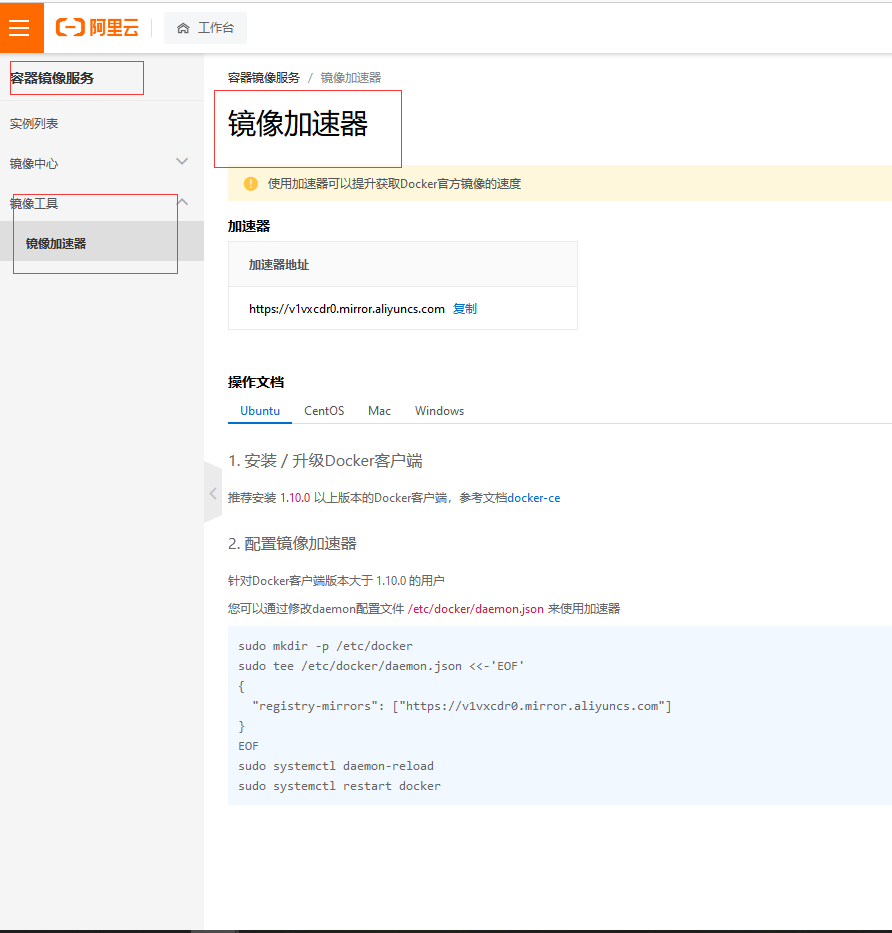 阿里云 工作台
容器镜像服务
实例列表
镜像中心
镜像工具
镜像加速器
容器镜像服务 / 镜像加速器
镜像加速器
使用加速器可以提升获取Docker官方镜像的速度
加速器
加速器地址
https://v1vxcdr0.mirror.aliyuncs.com 复制
操作文档
Ubuntu CentOS Mac Windows
1. 安装 / 升级Docker客户端
推荐安装 1.10.0 以上版本的Docker客户端，参考文档docker-ce
2. 配置镜像加速器
针对Docker客户端版本大于 1.10.0 的用户
您可以通过修改daemon配置文件 /etc/docker/daemon.json 来使用加速器
sudo mkdir -p /etc/docker
sudo tee /etc/docker/daemon.json <<-'EOF'
{
  "registry-mirrors": ["https://v1vxcdr0.mirror.aliyuncs.com"]
}
EOF
sudo systemctl daemon-reload
sudo systemctl restart docker